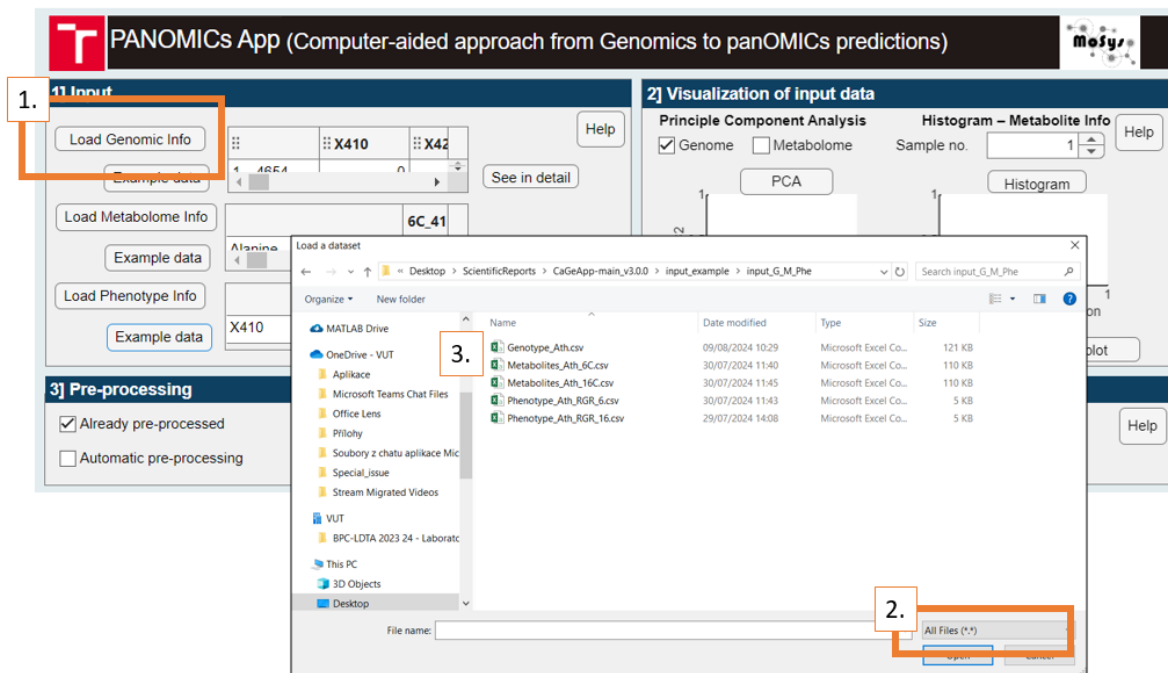 PANOMICs App (Computer-aided approach from Genomics to panOMICs predictions)
MoSys
1.
1] Input
Load Genomic Info
X410
X42
Help
1 4654 0
Example data
See in detail
Load Metabolome Info
6C_41
Example data
Alanine
Load Phenotype Info
Example data
X410
2] Visualization of input data
Principle Component Analysis
Histogram – Metabolite Info
Help
Genome
Metabolome
Sample no.
1
PCA
Histogram
1
1
2
1
on
plot
3] Pre-processing
Already pre-processed
Automatic pre-processing
Help
Load a dataset
« Desktop > ScientificReports > CaGeApp-main_v3.0.0 > input_example > input_G_M_Phe
Search input_G_M_Phe
Organize
New folder
MATLAB Drive
OneDrive - VUT
Aplikace
Microsoft Teams Chat Files
Office Lens
Přílohy
Soubory z chatu aplikace Mic
Special_issue
Stream Migrated Videos
VUT
BPC-LDTA 2023 24 - Laboratc
This PC
3D Objects
Desktop
3.
Name Date modified Type Size
Genotype_Ath.csv 09/08/2024 10:29 Microsoft Excel Co... 121 KB
Metabolites_Ath_6C.csv 30/07/2024 11:40 Microsoft Excel Co... 110 KB
Metabolites_Ath_16C.csv 30/07/2024 11:45 Microsoft Excel Co... 110 KB
Phenotype_Ath_RGR_6.csv 30/07/2024 11:43 Microsoft Excel Co... 5 KB
Phenotype_Ath_RGR_16.csv 29/07/2024 14:08 Microsoft Excel Co... 5 KB
2.
File name:
All Files (*.*)
Open
Cancel